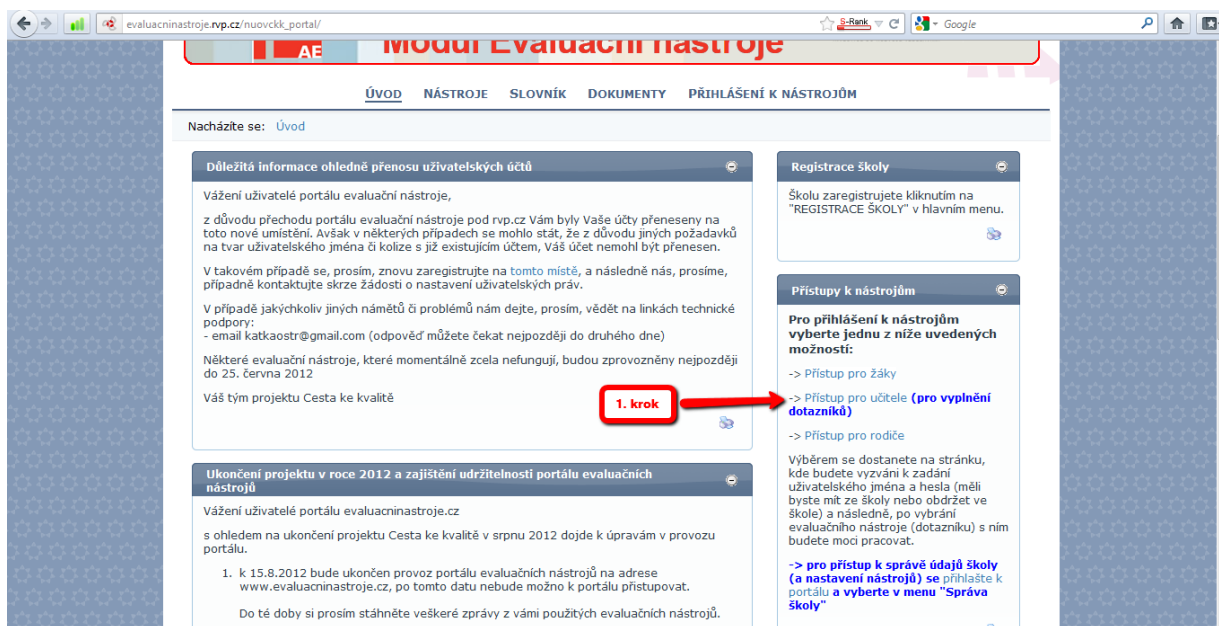 evaluacninastroje.rvp.cz/nuovckk_portal/
S-Rank
Google
AE
Modul Evaluační nástroje
ÚVOD NÁSTROJE SLOVNÍK DOKUMENTY PŘIHLÁŠENÍ K NÁSTROJŮM
Nacházíte se: Úvod
Důležitá informace ohledně přenosu uživatelských účtů
Vážení uživatelé portálu evaluační nástroje,
z důvodu přechodu portálu evaluační nástroje pod rvp.cz Vám byly Vaše účty přeneseny na
toto nové umístění. Avšak v některých případech se mohlo stát, že z důvodu jiných požadavků
na tvar uživatelského jména či kolize s již existujícím účtem, Váš účet nemohl být přenesen.
V takovém případě se, prosím, znovu zaregistrujte na tomto místě, a následně nás, prosíme,
případně kontaktujte skrze žádosti o nastavení uživatelských práv.
V případě jakýchkoliv jiných námětů či problémů nám dejte, prosím, vědět na linkách technické
podpory:
- email katkaostr@gmail.com (odpověď můžete čekat nejpozději do druhého dne)
Některé evaluační nástroje, které momentálně zcela nefungují, budou zprovozněny nejpozději
do 25. června 2012
Váš tým projektu Cesta ke kvalitě
1. krok
Ukončení projektu v roce 2012 a zajištění udržitelnosti portálu evaluačních
nástrojů
Vážení uživatelé portálu evaluacninastroje.cz
s ohledem na ukončení projektu Cesta ke kvalitě v srpnu 2012 dojde k úpravám v provozu
portálu.
1. k 15.8.2012 bude ukončen provoz portálu evaluačních nástrojů na adrese
www.evaluacninastroje.cz, po tomto datu nebude možno k portálu přistupovat.
Do té doby si prosím stáhněte veškeré zprávy z vámi použitých evaluačních nástrojů.
Registrace školy
Školu zaregistrujete kliknutím na
"REGISTRACE ŠKOLY" v hlavním menu.
Přístupy k nástrojům
Pro přihlášení k nástrojům
vyberte jednu z níže uvedených
možností:
-> Přístup pro žáky
-> Přístup pro učitele (pro vyplnění
dotazníků)
-> Přístup pro rodiče
Výběrem se dostanete na stránku,
kde budete vyzváni k zadání
uživatelského jména a hesla (měli
byste mít ze školy nebo obdržet ve
škole) a následně, po vybrání
evaluačního nástroje (dotazníku) s ním
budete moci pracovat.
-> pro přístup k správě údajů školy
(a nastavení nástrojů) se přihlašte k
portálu a vyberte v menu "Správa
školy"